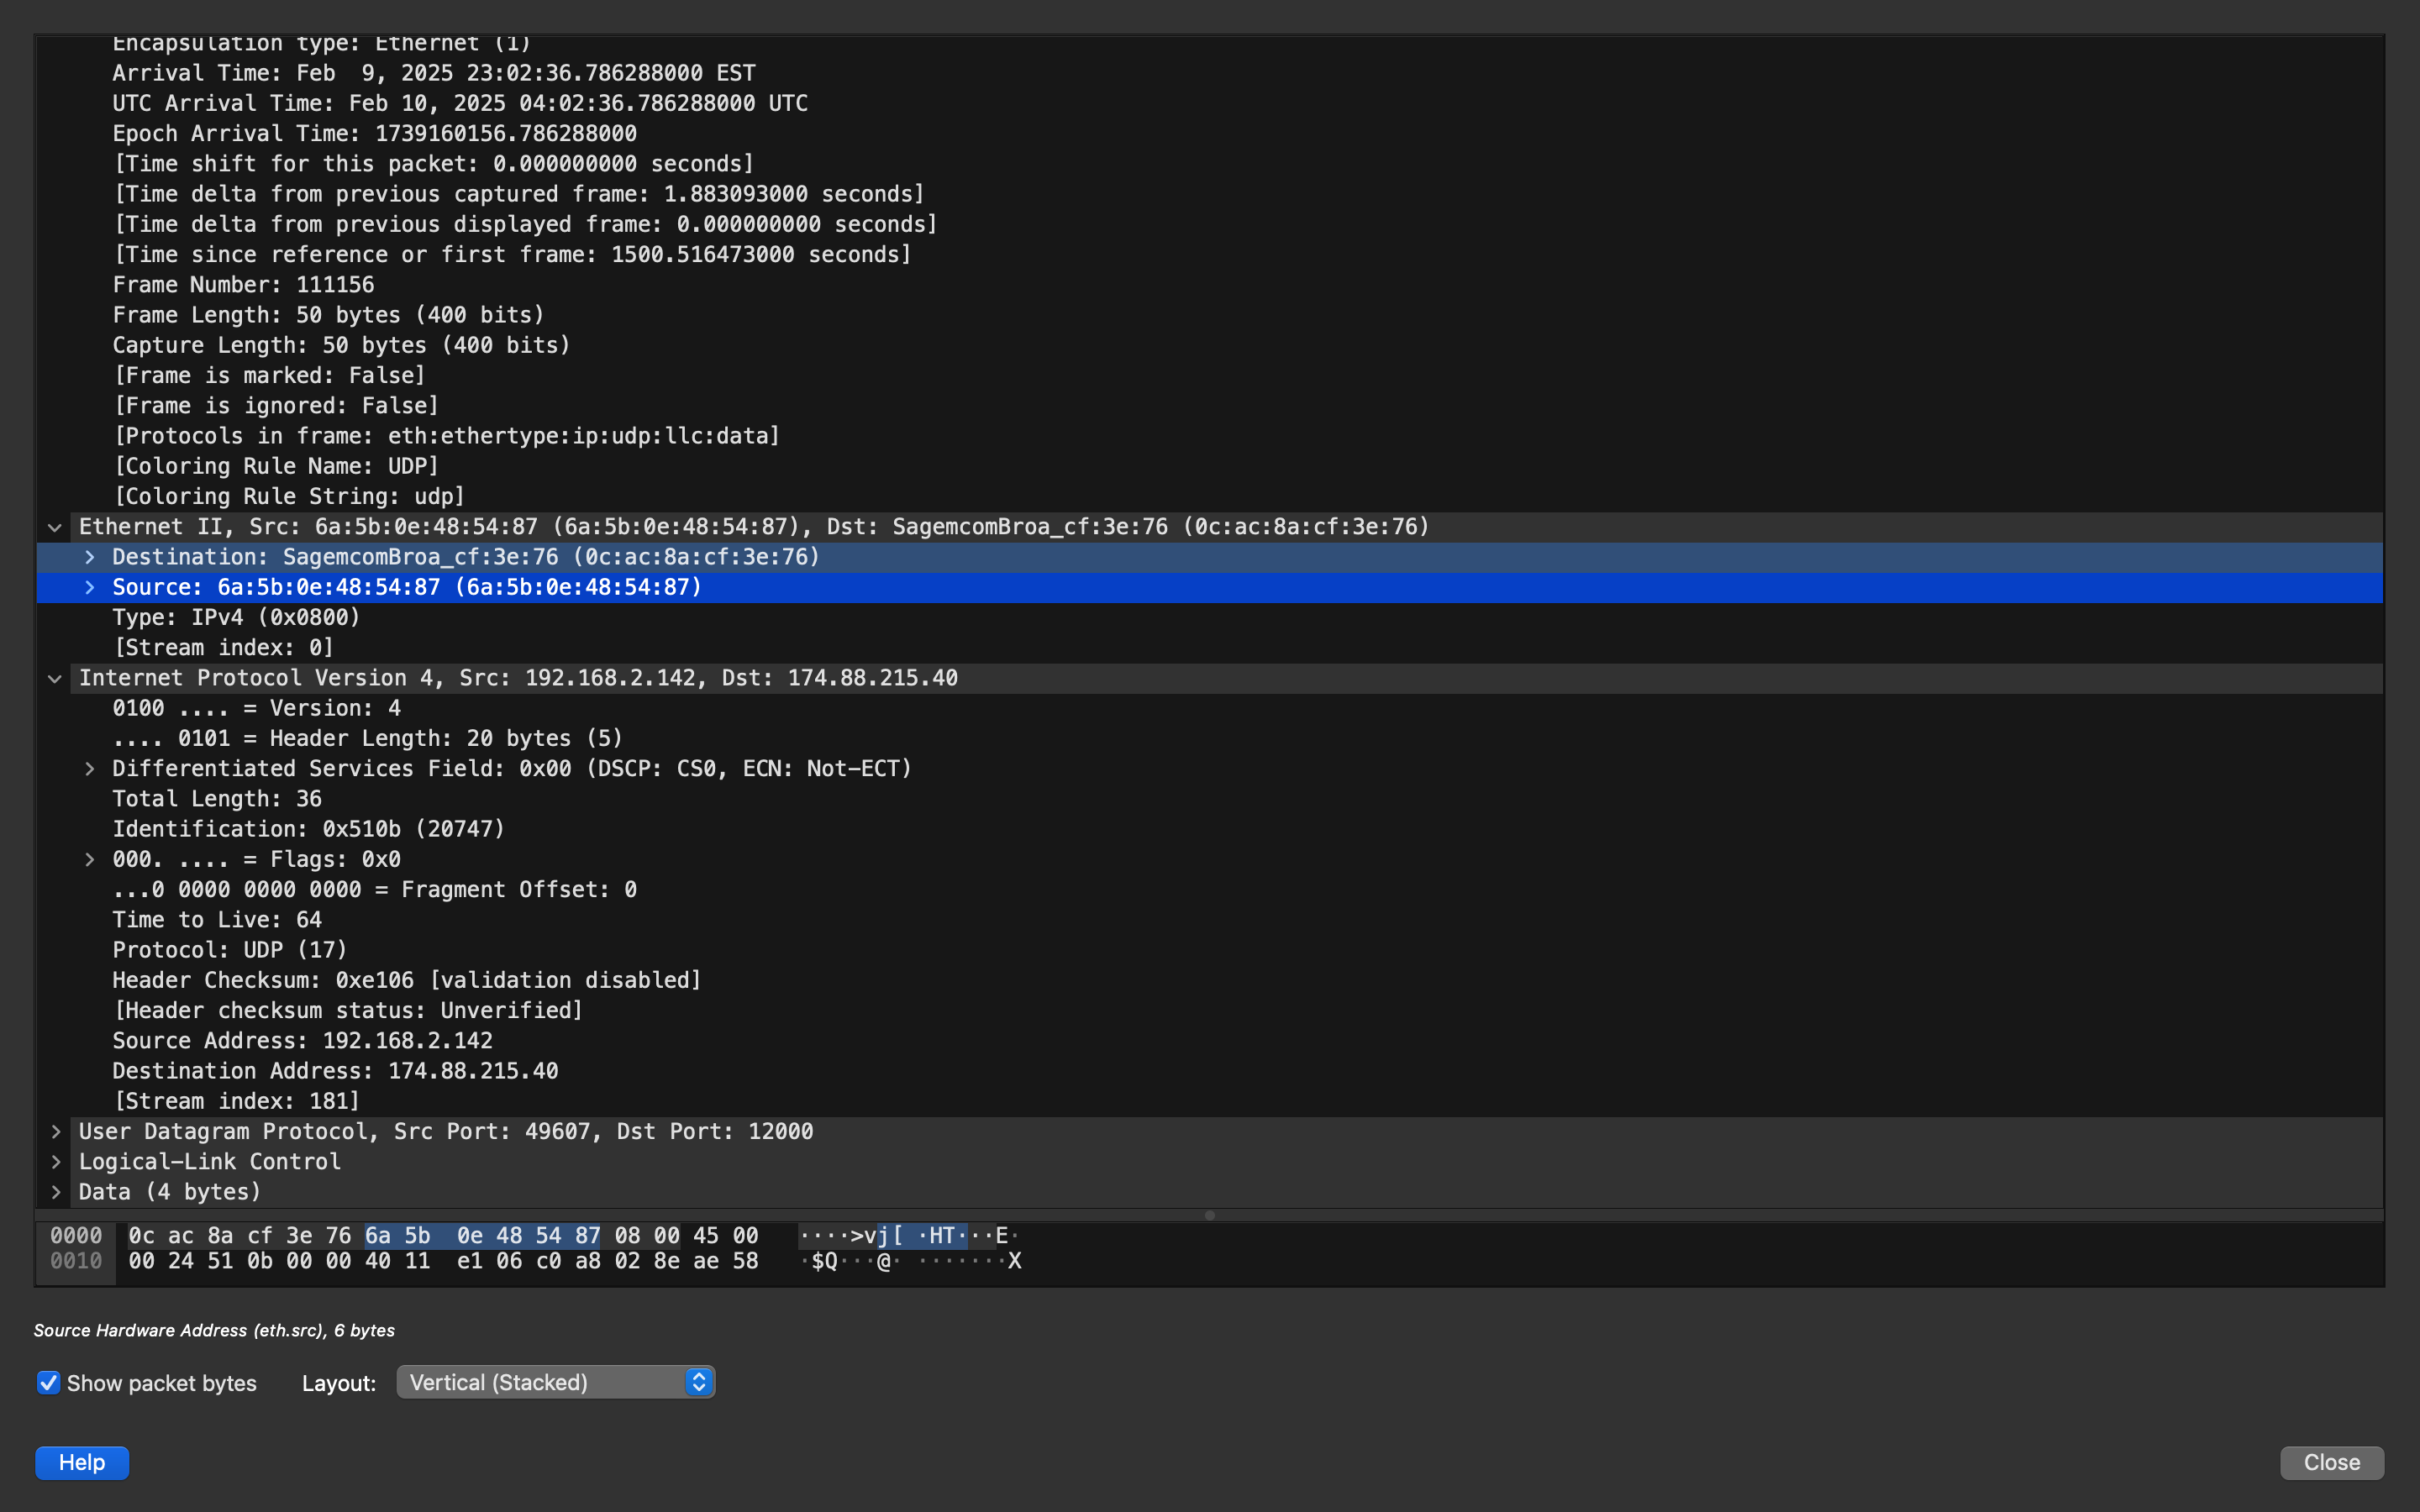 Encapsulation type: Ethernet (1)
Arrival Time: Feb  9, 2025 23:02:36.786288000 EST
UTC Arrival Time: Feb 10, 2025 04:02:36.786288000 UTC
Epoch Arrival Time: 1739160156.786288000
[Time shift for this packet: 0.000000000 seconds]
[Time delta from previous captured frame: 1.883093000 seconds]
[Time delta from previous displayed frame: 0.000000000 seconds]
[Time since reference or first frame: 1500.516473000 seconds]
Frame Number: 111156
Frame Length: 50 bytes (400 bits)
Capture Length: 50 bytes (400 bits)
[Frame is marked: False]
[Frame is ignored: False]
[Protocols in frame: eth:ethertype:ip:udp:llc:data]
[Coloring Rule Name: UDP]
[Coloring Rule String: udp]
Ethernet II, Src: 6a:5b:0e:48:54:87 (6a:5b:0e:48:54:87), Dst: SagemcomBroa_cf:3e:76 (0c:ac:8a:cf:3e:76)
Destination: SagemcomBroa_cf:3e:76 (0c:ac:8a:cf:3e:76)
Source: 6a:5b:0e:48:54:87 (6a:5b:0e:48:54:87)
Type: IPv4 (0x0800)
[Stream index: 0]
Internet Protocol Version 4, Src: 192.168.2.142, Dst: 174.88.215.40
0100 .... = Version: 4
.... 0101 = Header Length: 20 bytes (5)
Differentiated Services Field: 0x00 (DSCP: CS0, ECN: Not-ECT)
Total Length: 36
Identification: 0x510b (20747)
000. .... = Flags: 0x0
...0 0000 0000 0000 = Fragment Offset: 0
Time to Live: 64
Protocol: UDP (17)
Header Checksum: 0xe106 [validation disabled]
[Header checksum status: Unverified]
Source Address: 192.168.2.142
Destination Address: 174.88.215.40
[Stream index: 181]
User Datagram Protocol, Src Port: 49607, Dst Port: 12000
Logical-Link Control
Data (4 bytes)
0000 0c ac 8a cf 3e 76 6a 5b  0e 48 54 87 08 00 45 00 ····>vj[ ·HT···E·
0010 00 24 51 0b 00 00 40 11  e1 06 c0 a8 02 8e ae 58 ·$Q···@· ·······X
Source Hardware Address (eth.src), 6 bytes
Show packet bytes Layout: Vertical (Stacked)
Help Close